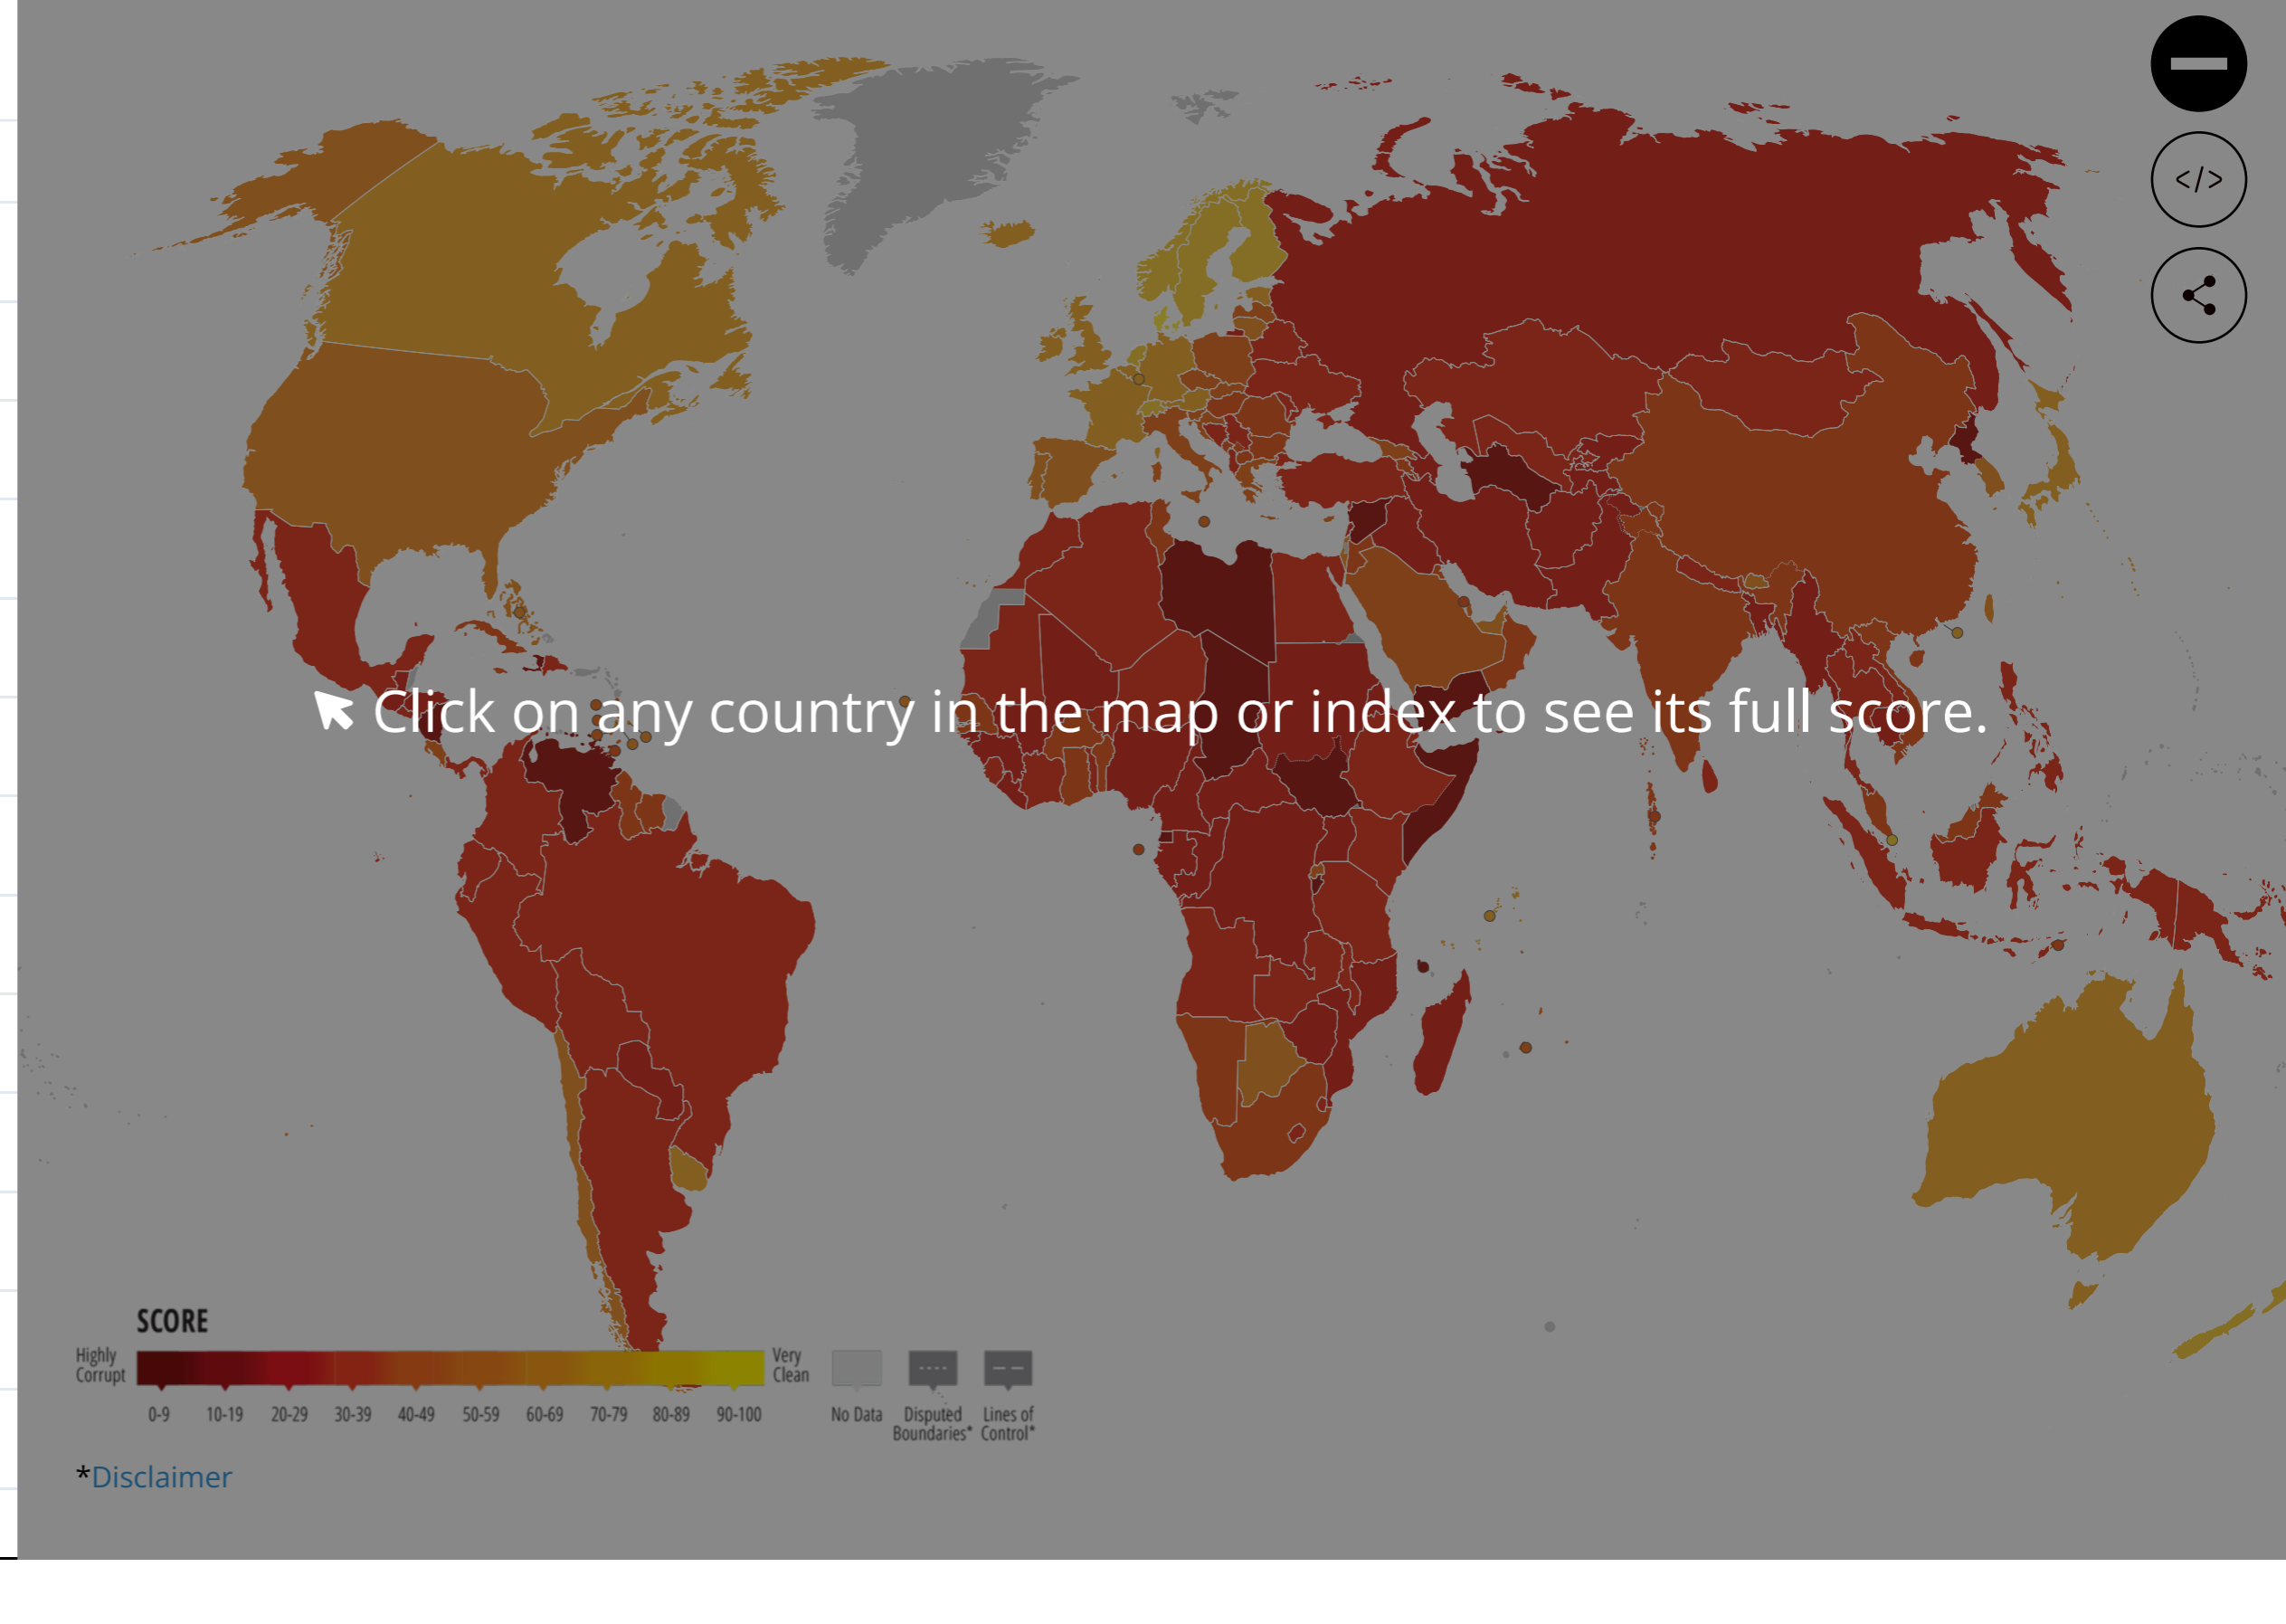 </>
Click on any country in the map or index to see its full score.
SCORE
Highly
Corrupt
Very
Clean
0-9 10-19 20-29 30-39 40-49 50-59 60-69 70-79 80-89 90-100
No Data
Disputed
Boundaries*
Lines of
Control*
*Disclaimer